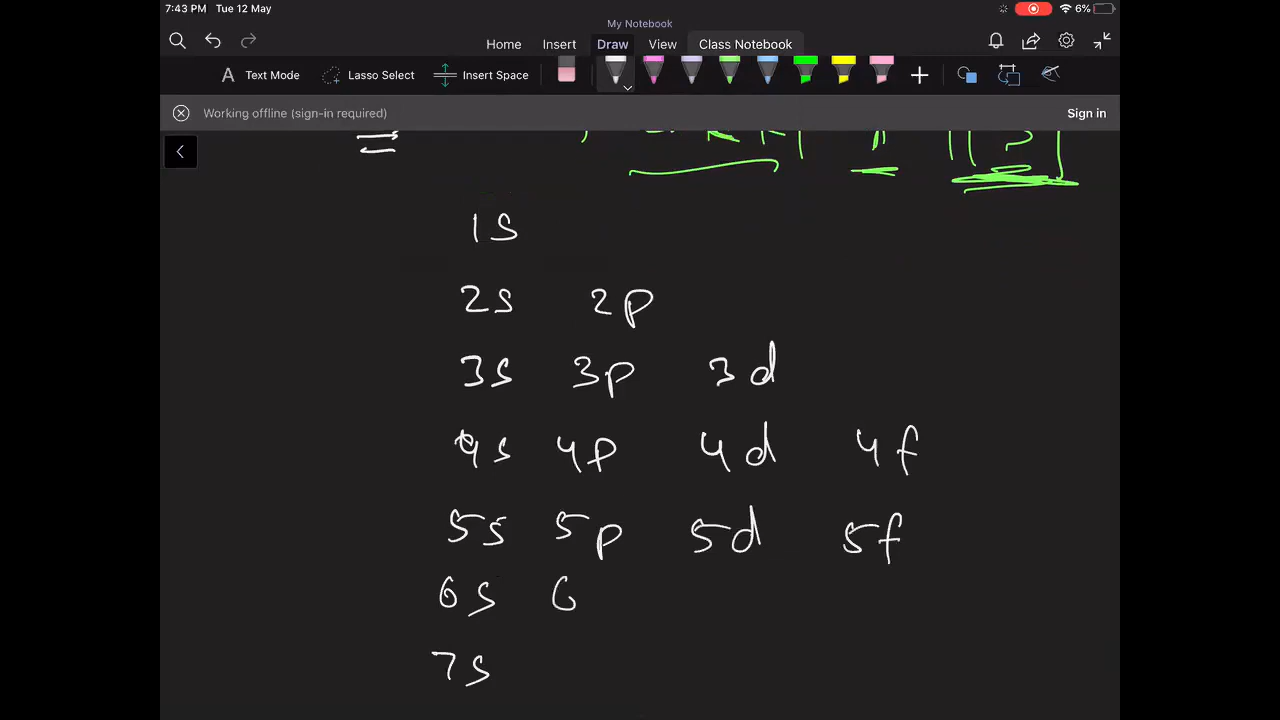 7:43 PM Tue 12 May
6%
My Notebook
Home Insert Draw View Class Notebook
A Text Mode Lasso Select Insert Space
Working offline (sign-in required) Sign in
1s
2s 2p
3s 3p 3d
4s 4p 4d 4f
5s 5p 5d 5f
6s 6
7s